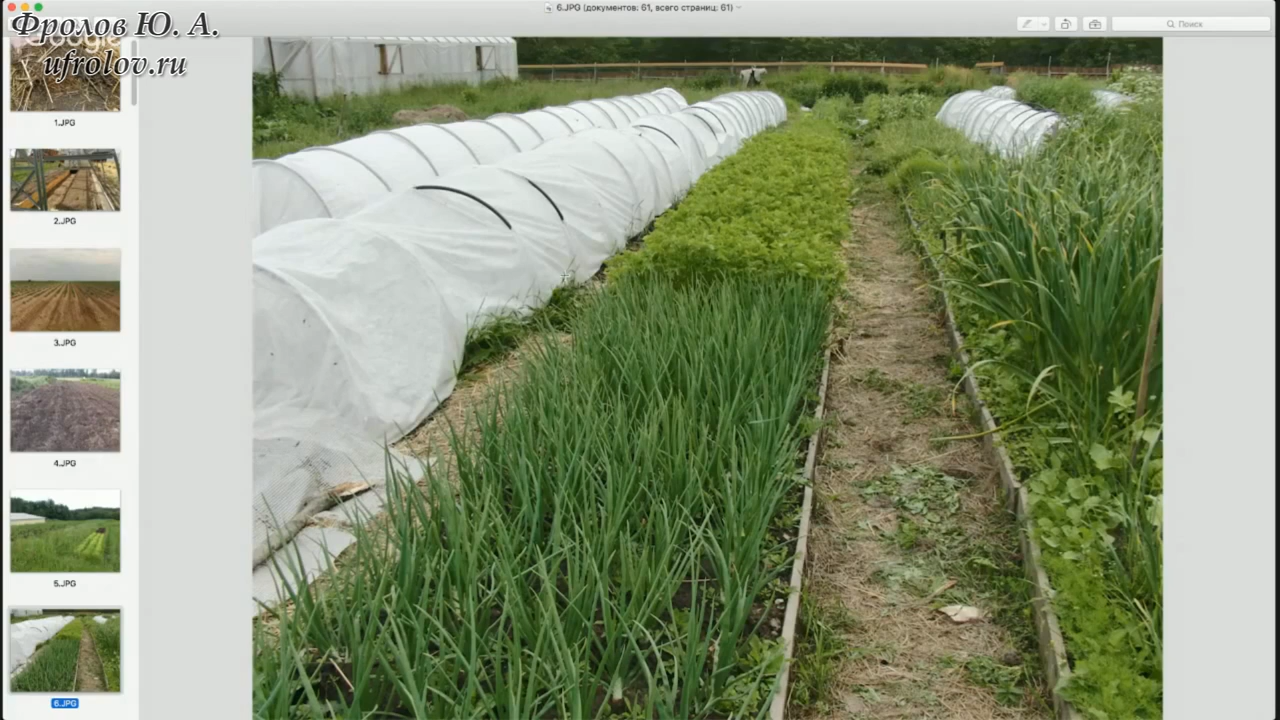 6.JPG (документов: 61, всего страниц: 61)
Фролов Ю. А.
ufrolov.ru
Поиск
1.JPG
2.JPG
3.JPG
4.JPG
5.JPG
6.JPG